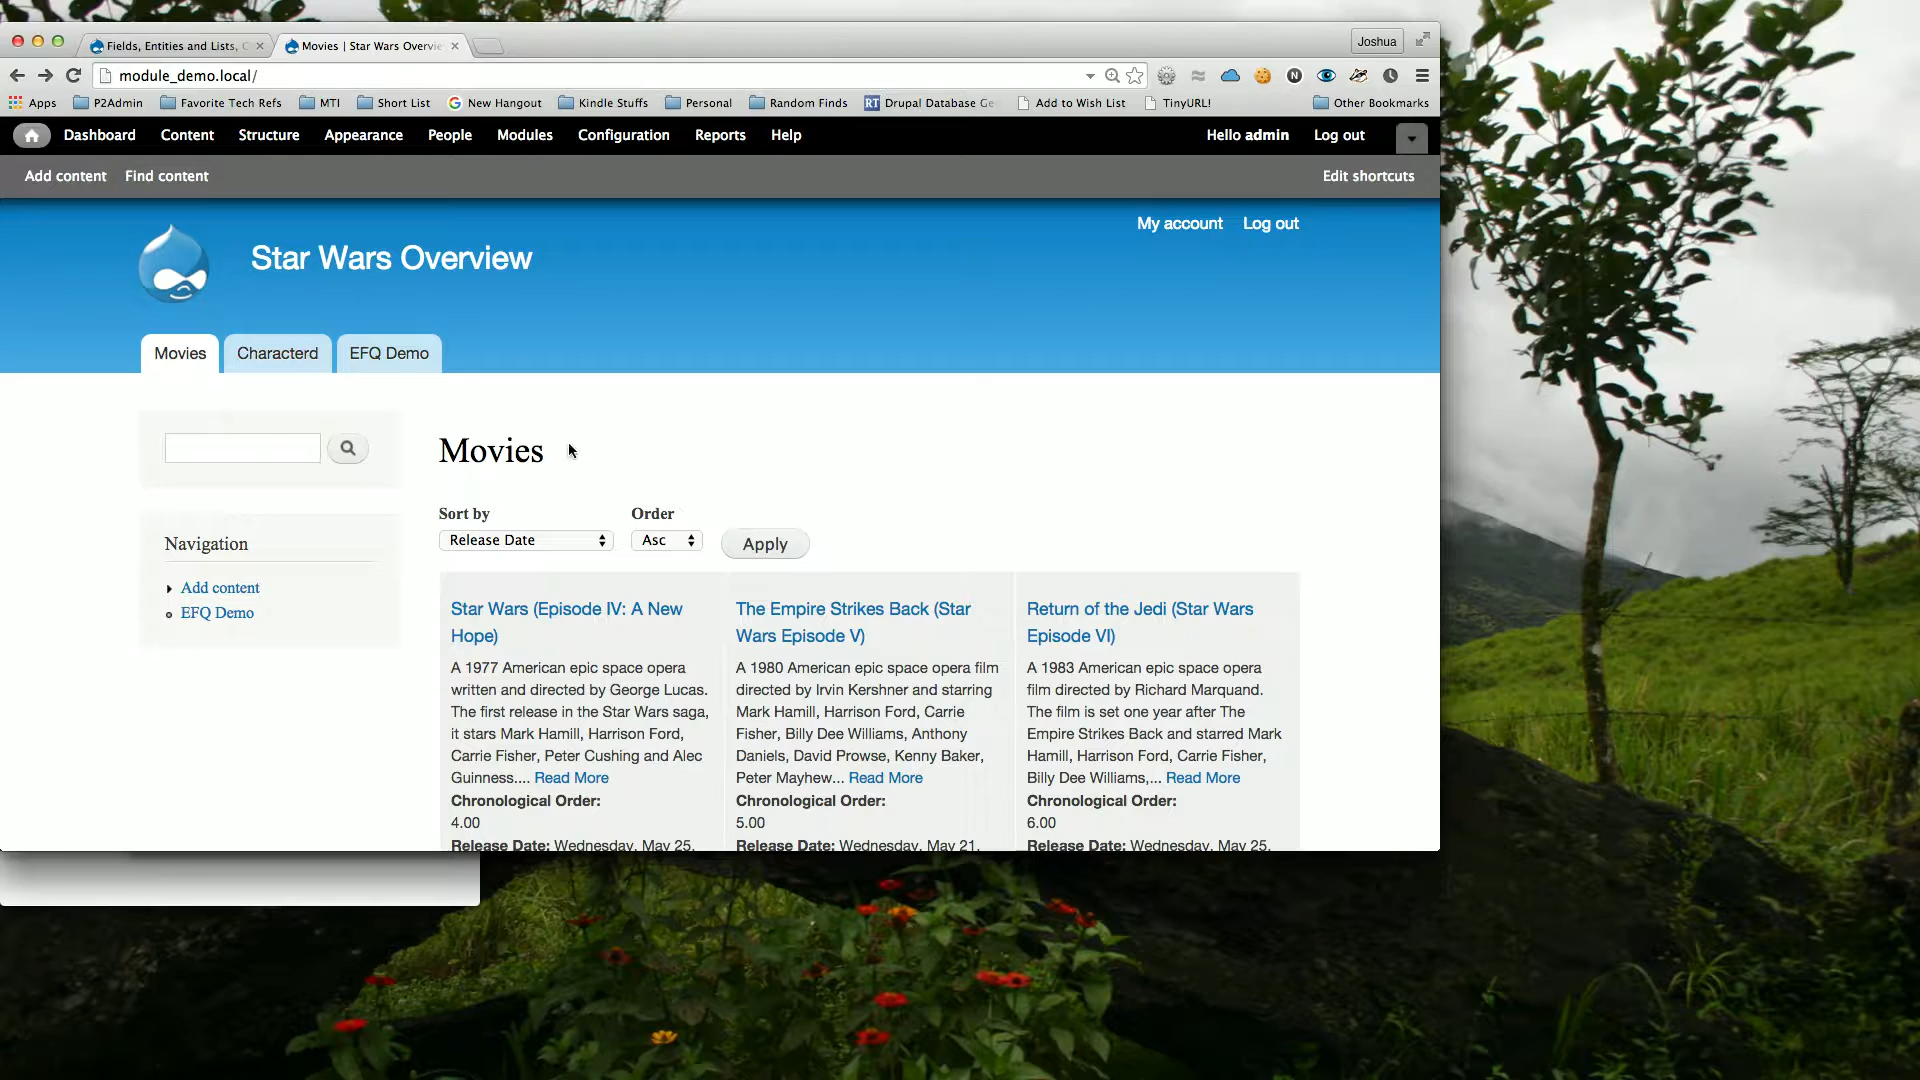 Fields, Entities and Lists,
Movies | Star Wars Overvie
Joshua
module_demo.local/
Apps P2Admin Favorite Tech Refs MTI Short List New Hangout Kindle Stuffs Personal Random Finds RT Drupal Database Ge Add to Wish List TinyURL! Other Bookmarks
Dashboard Content Structure Appearance People Modules Configuration Reports Help Hello admin Log out
Add content Find content Edit shortcuts
My account Log out
Star Wars Overview
Movies Characterd EFQ Demo
Movies
Sort by Order
Release Date Asc Apply
Navigation
Add content
EFQ Demo
Star Wars (Episode IV: A New
Hope)
A 1977 American epic space opera
written and directed by George Lucas.
The first release in the Star Wars saga,
it stars Mark Hamill, Harrison Ford,
Carrie Fisher, Peter Cushing and Alec
Guinness.... Read More
Chronological Order:
4.00
Release Date: Wednesday, May 25,
The Empire Strikes Back (Star
Wars Episode V)
A 1980 American epic space opera film
directed by Irvin Kershner and starring
Mark Hamill, Harrison Ford, Carrie
Fisher, Billy Dee Williams, Anthony
Daniels, David Prowse, Kenny Baker,
Peter Mayhew... Read More
Chronological Order:
5.00
Release Date: Wednesday, May 21,
Return of the Jedi (Star Wars
Episode VI)
A 1983 American epic space opera
film directed by Richard Marquand.
The film is set one year after The
Empire Strikes Back and starred Mark
Hamill, Harrison Ford, Carrie Fisher,
Billy Dee Williams,... Read More
Chronological Order:
6.00
Release Date: Wednesday, May 25,